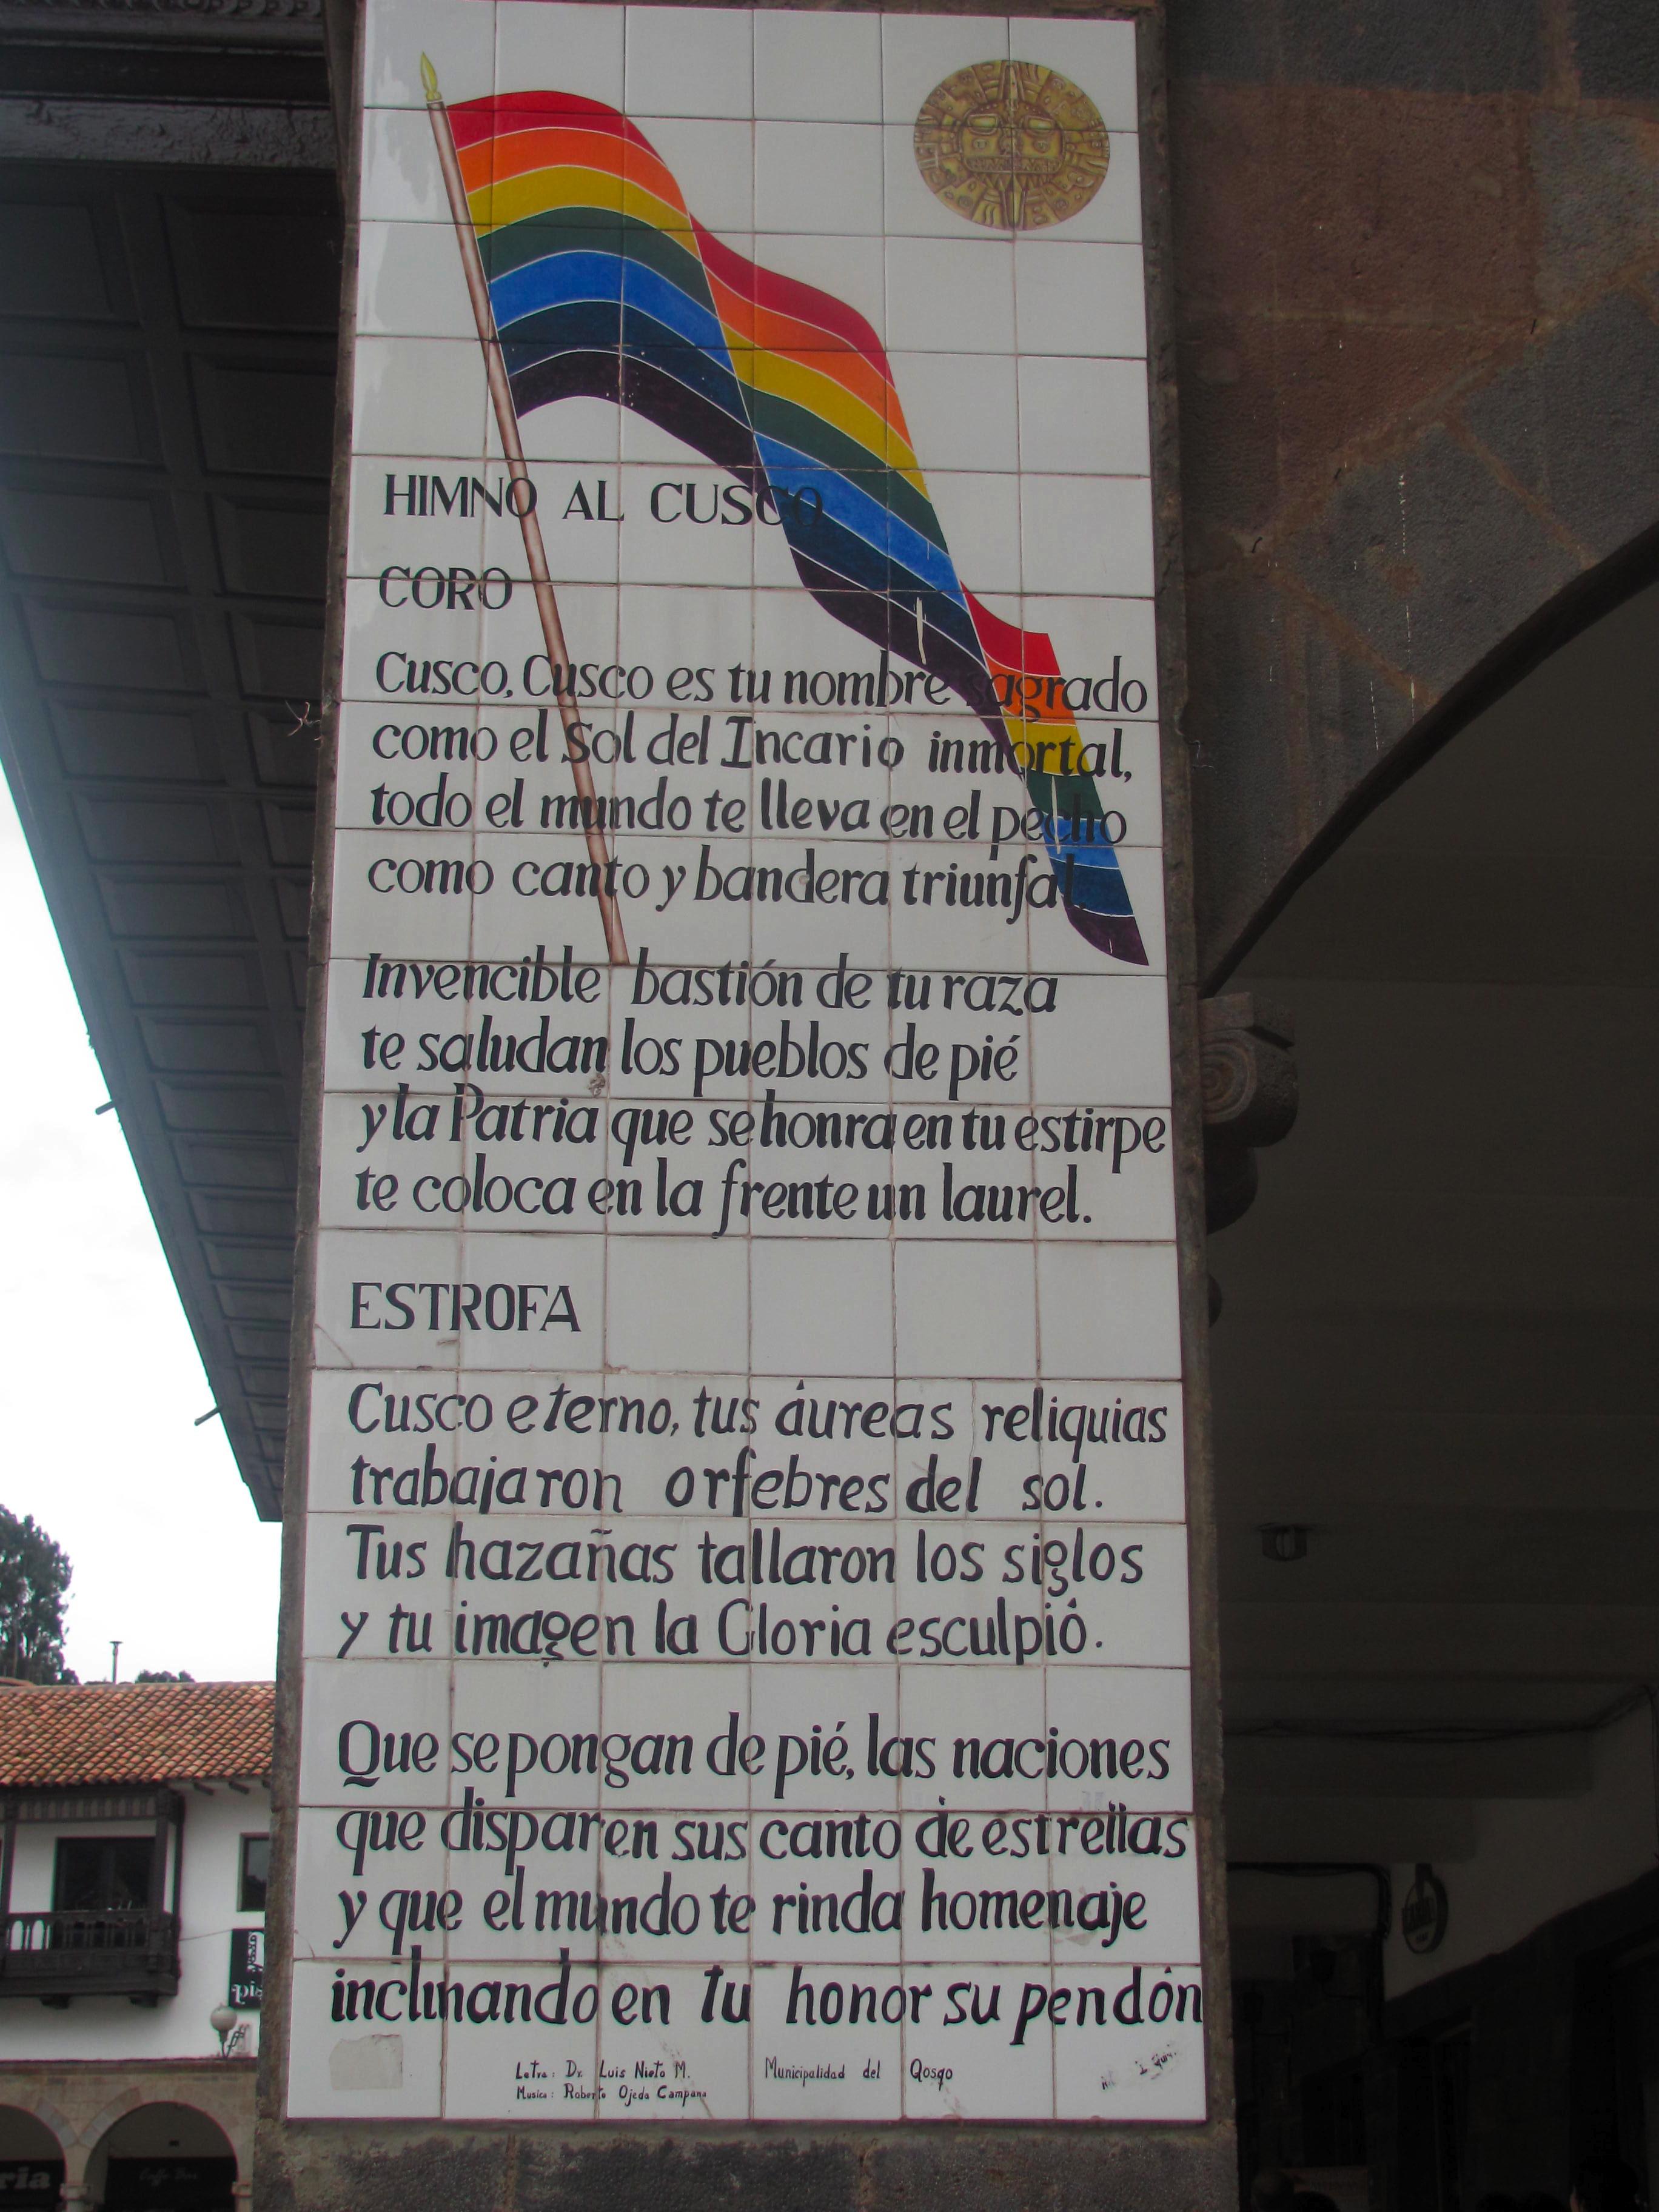 HIMNO AL CUSCO
CORO
Cusco, Cusco es tu nombre sagrado
como el Sol del Incario inmortal,
todo el mundo te lleva en el pecho
como canto y bandera triunfal
Invencible bastión de tu raza
te saludan los pueblos de pié
y la Patria que se honra en tu estirpe
te coloca en la frente un laurel.
ESTROFA
Cusco eterno, tus áureas reliquias
trabajaron orfebres del sol.
Tus hazañas tallaron los siglos
y tu imagen la Gloria esculpió.
Que se pongan de pié, las naciones
que disparen sus canto de estrellas
y que el mundo te rinda homenaje
inclinando en tu honor su pendón
Letra: Dr. Luis Nieto M.
Musica: Roberto Ojeda Campana
Municipalidad del Qosqo
ria